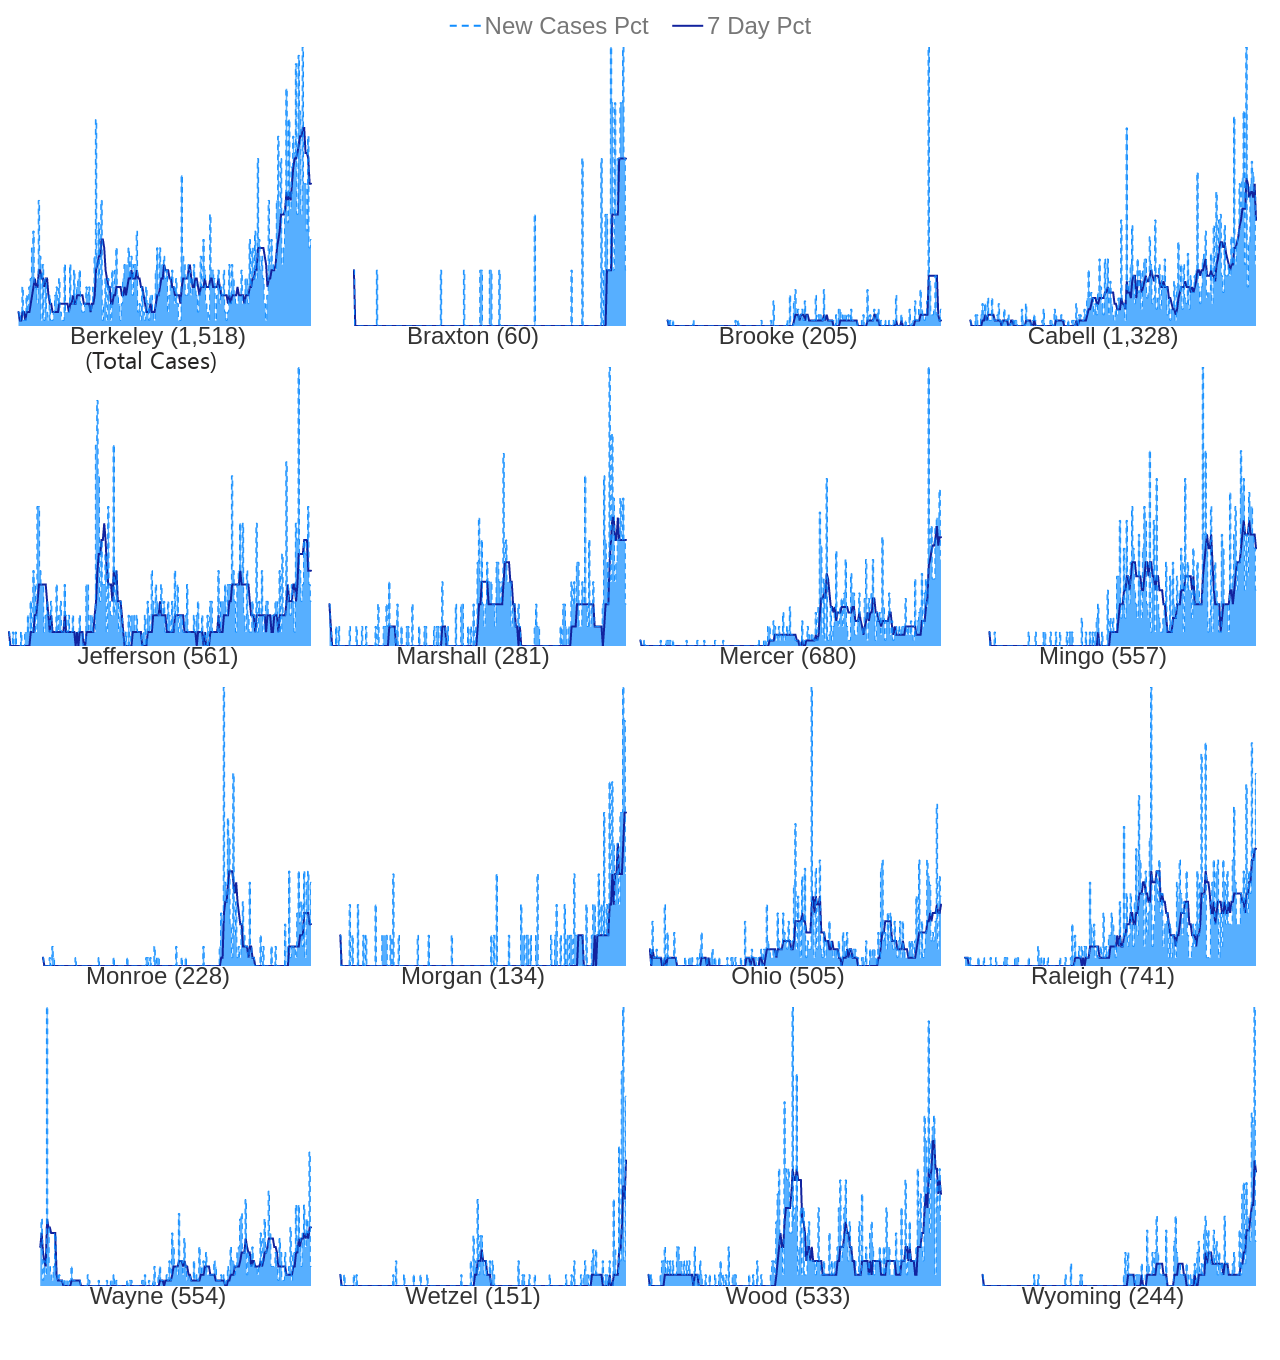 New Cases Pct 7 Day Pct
Berkeley (1,518) Braxton (60) Brooke (205) Cabell (1,328)
(Total Cases)
Jefferson (561) Marshall (281) Mercer (680) Mingo (557)
Monroe (228) Morgan (134) Ohio (505) Raleigh (741)
Wayne (554) Wetzel (151) Wood (533) Wyoming (244)